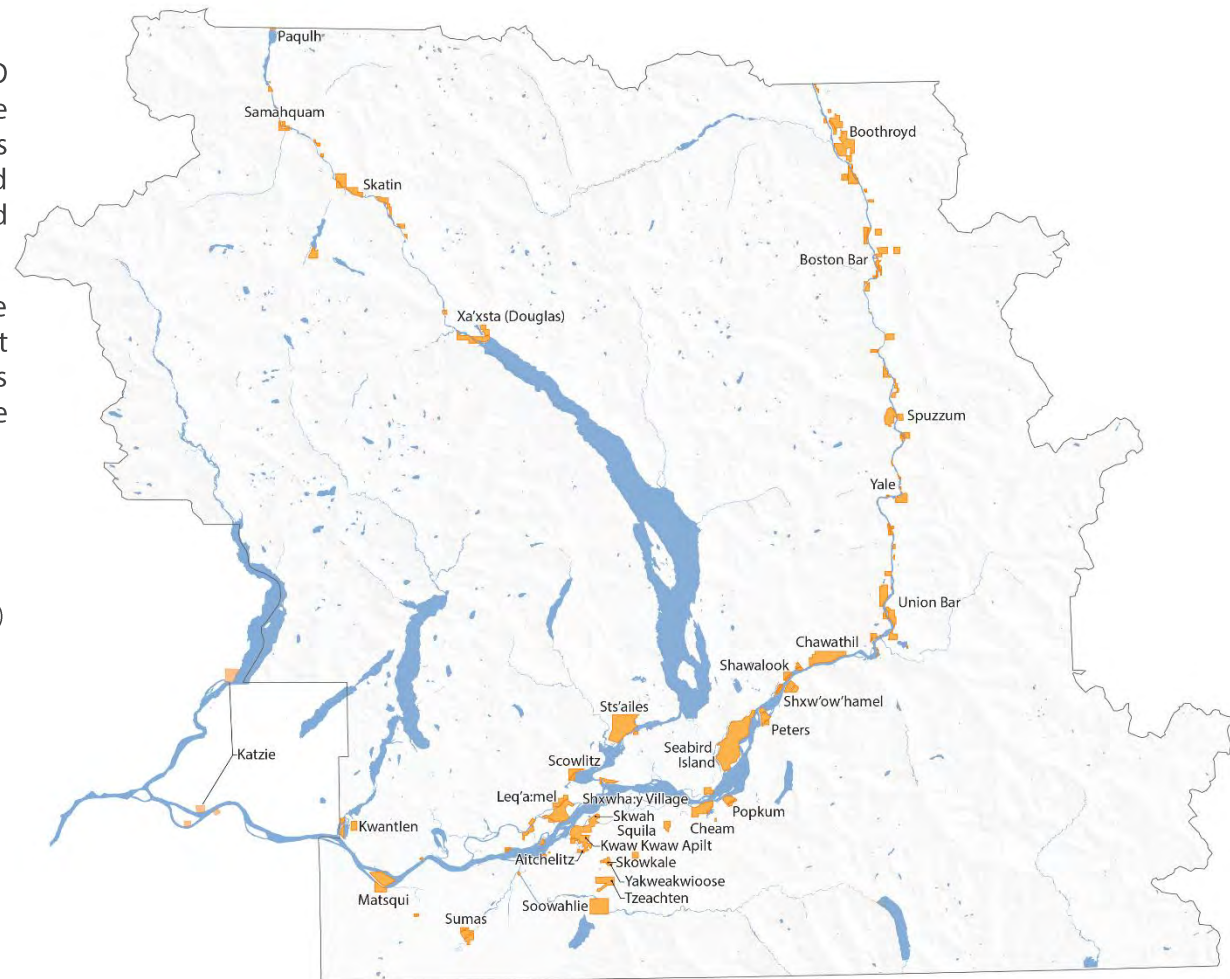 D
e
s
d
d
e
t
s
e
)
Paqulh
Samahquam
Skatin
Boothroyd
Boston Bar
Xa'xsta (Douglas)
Spuzzum
Yale
Union Bar
Chawathil
Shawalook
Shxw'ow'hamel
Sts'ailes
Peters
Seabird
Island
Katzie
Scowlitz
Leq'a:mel
Shxwha:y Village
Popkum
Skwah
Cheam
Kwantlen
Squila
Kwaw Kwaw Apilt
Aitchelitz
Skowkale
Yakweakwioose
Tzeachten
Matsqui
Soowahlie
Sumas